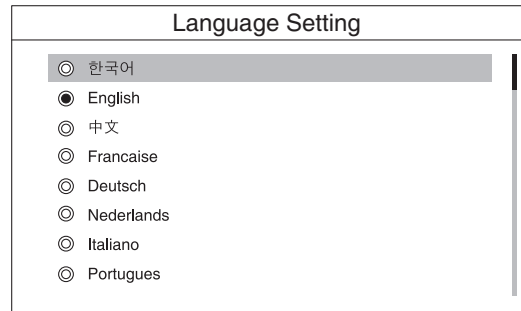 Language Setting
한국어
English
中文
Francaise
Deutsch
Nederlands
Italiano
Portugues